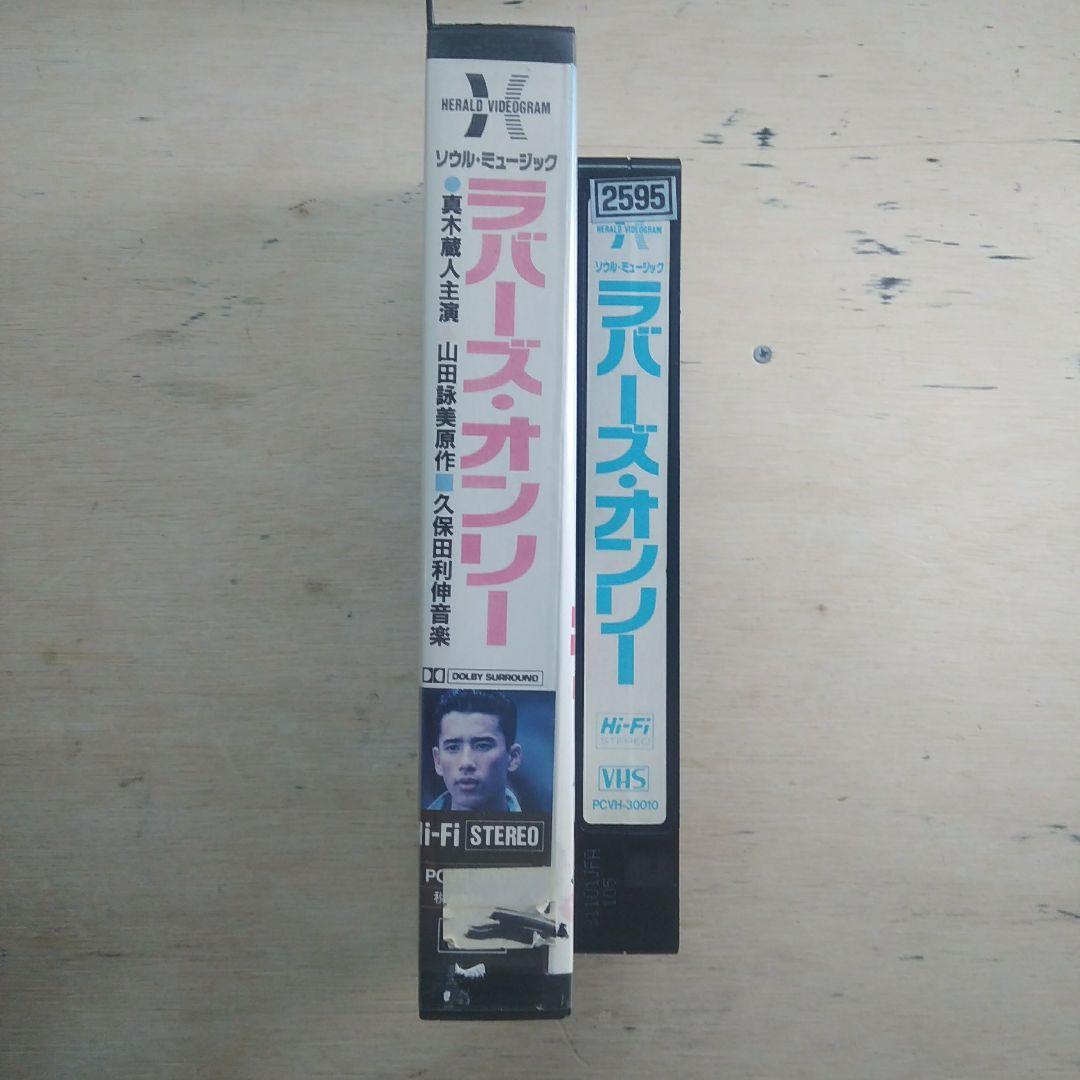 HERALD VIDEOGRAM
ソウル・ミュージック
ラバーズ・オンリー
●真木蔵人主演 山田詠美原作■久保田利伸音楽
DOLBY SURROUND
Hi-Fi STEREO
2595
HERALD VIDEOGRAM
ソウル・ミュージック
ラバーズ・オンリー
Hi-Fi
STEREO
VHS
PCVH-30010
105